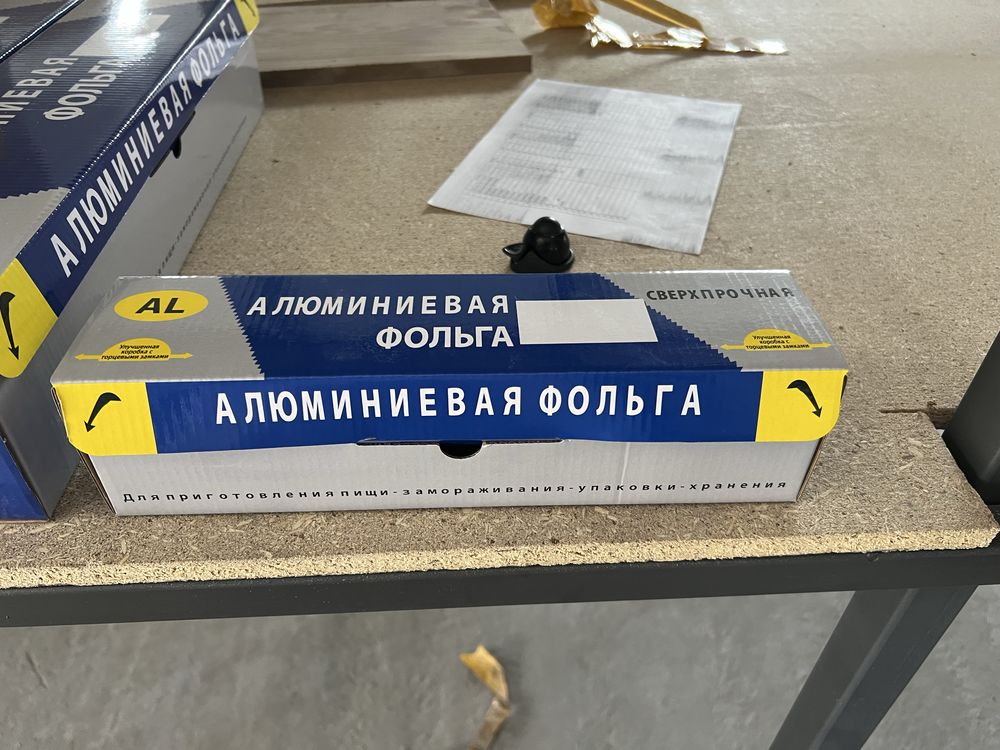 ИЕВАЯ
ФОЛЬГА
АЛЮМИНИЕВАЯ ФОЛЬГА
AL
Улучшенная
коробка с
торцевыми замками
АЛЮМИНИЕВАЯ
ФОЛЬГА
СВЕРХПРОЧНАЯ
Улучшенная
коробка с
торцевыми замками
АЛЮМИНИЕВАЯ ФОЛЬГА
Для приготовления пищи - замораживания - упаковки - хранения